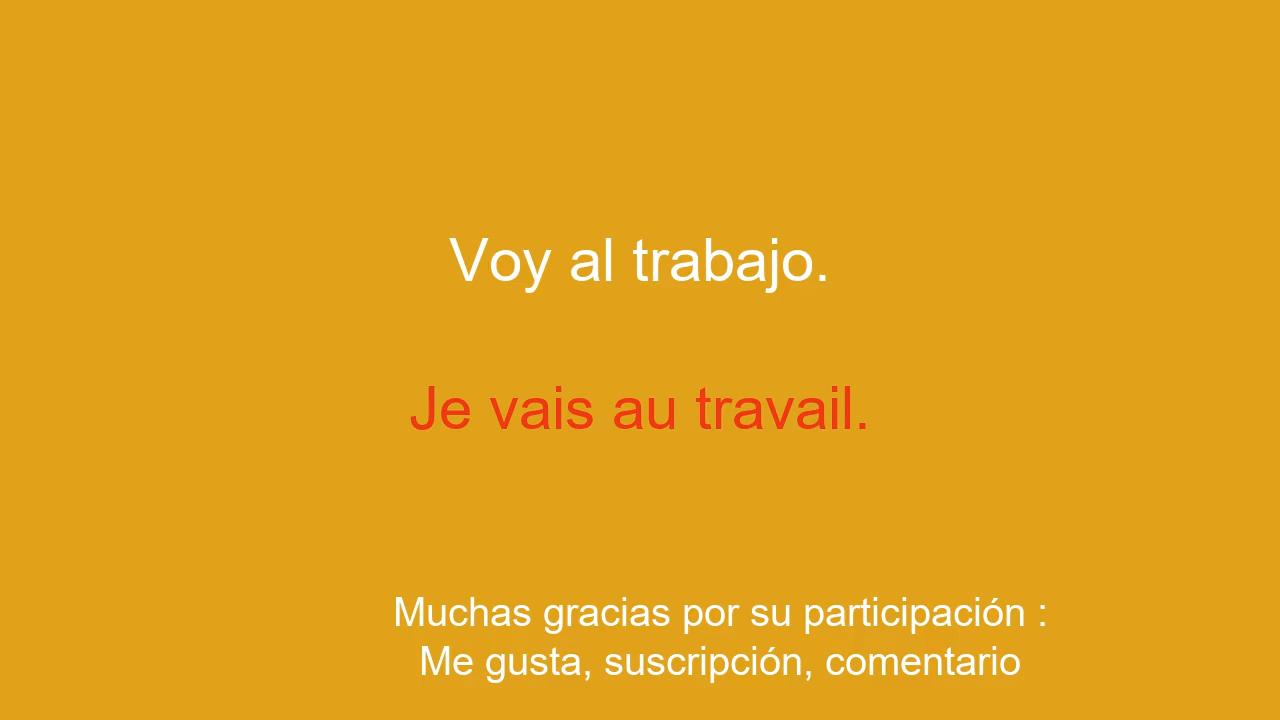 Voy al trabajo.
Je vais au travail.
Muchas gracias por su participación :
Me gusta, suscripción, comentario